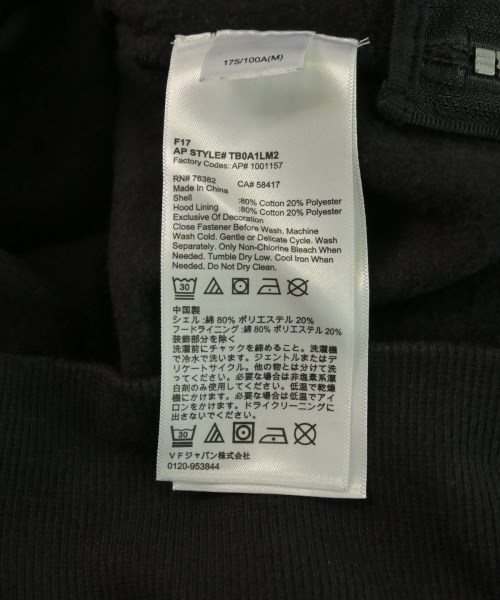 175/100A(M)
F17
AP STYLE# TB0A1LM2
Factory Codes: AP# 1001157
RN# 76382 CA# 58417
Made In China
Shell :80% Cotton 20% Polyester
Hood Lining :80% Cotton 20% Polyester
Exclusive Of Decoration
Close Fastener Before Wash, Machine
Wash Cold. Gentle or Delicate Cycle. Wash
Separately. Only Non-Chlorine Bleach When
Needed. Tumble Dry Low. Cool Iron When
Needed. Do Not Dry Clean.
30
中国製
シェル : 綿 80% ポリエステル 20%
フードライニング : 綿 80% ポリエステル 20%
装飾部分を除く
洗濯前にチャックを締めること。洗濯機
で冷水で洗います。ジェントルまたはデ
リケートサイクル。他の物とは分けて洗
ってください。必要な場合は非塩素系漂
白剤のみ使用してください。低温で乾燥
機にかけます。必要な場合は低温でアイ
ロンをかけます。ドライクリーニングに
出さないでください。
30
VFジャパン株式会社
0120-953844